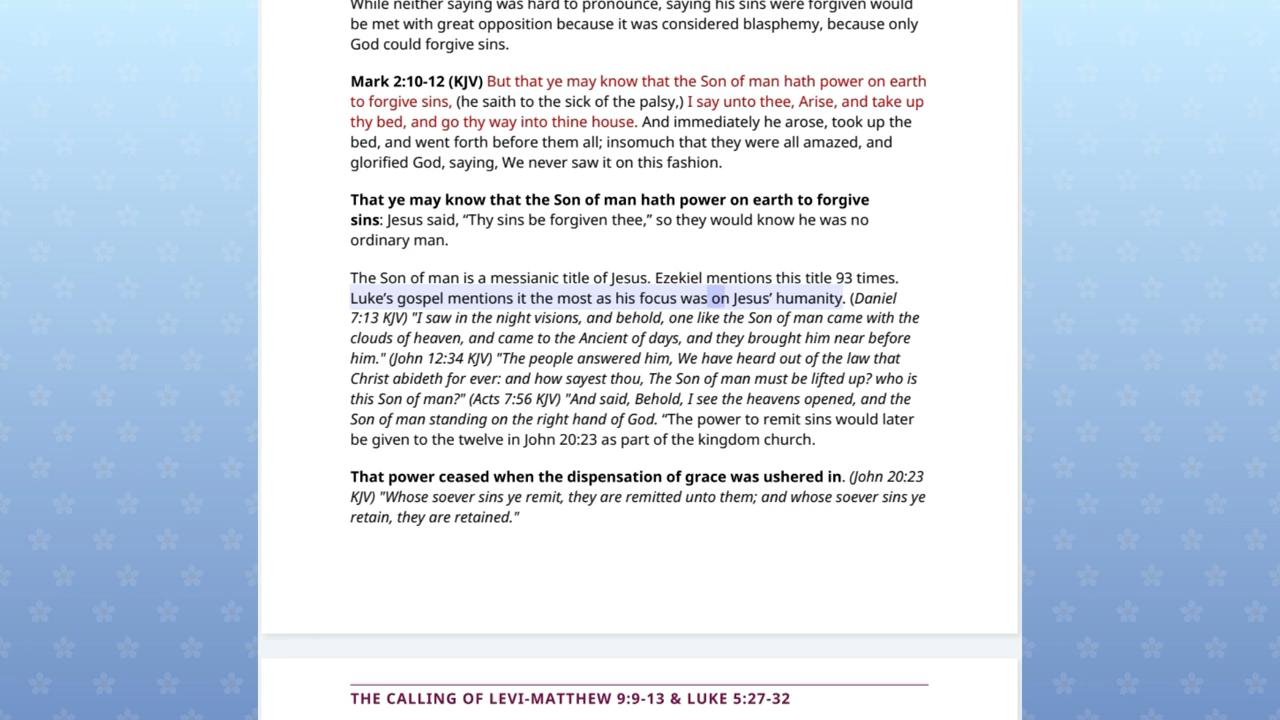 While neither saying was hard to pronounce, saying his sins were forgiven would
be met with great opposition because it was considered blasphemy, because only
God could forgive sins.
Mark 2:10-12 (KJV) But that ye may know that the Son of man hath power on earth
to forgive sins, (he saith to the sick of the palsy,) I say unto thee, Arise, and take up
thy bed, and go thy way into thine house. And immediately he arose, took up the
bed, and went forth before them all; insomuch that they were all amazed, and
glorified God, saying, We never saw it on this fashion.
That ye may know that the Son of man hath power on earth to forgive
sins: Jesus said, “Thy sins be forgiven thee,” so they would know he was no
ordinary man.
The Son of man is a messianic title of Jesus. Ezekiel mentions this title 93 times.
Luke’s gospel mentions it the most as his focus was on Jesus’ humanity. (Daniel
7:13 KJV) "I saw in the night visions, and behold, one like the Son of man came with the
clouds of heaven, and came to the Ancient of days, and they brought him near before
him." (John 12:34 KJV) "The people answered him, We have heard out of the law that
Christ abideth for ever: and how sayest thou, The Son of man must be lifted up? who is
this Son of man?" (Acts 7:56 KJV) "And said, Behold, I see the heavens opened, and the
Son of man standing on the right hand of God. “The power to remit sins would later
be given to the twelve in John 20:23 as part of the kingdom church.
That power ceased when the dispensation of grace was ushered in. (John 20:23
KJV) "Whose soever sins ye remit, they are remitted unto them; and whose soever sins ye
retain, they are retained."
THE CALLING OF LEVI-MATTHEW 9:9-13 & LUKE 5:27-32